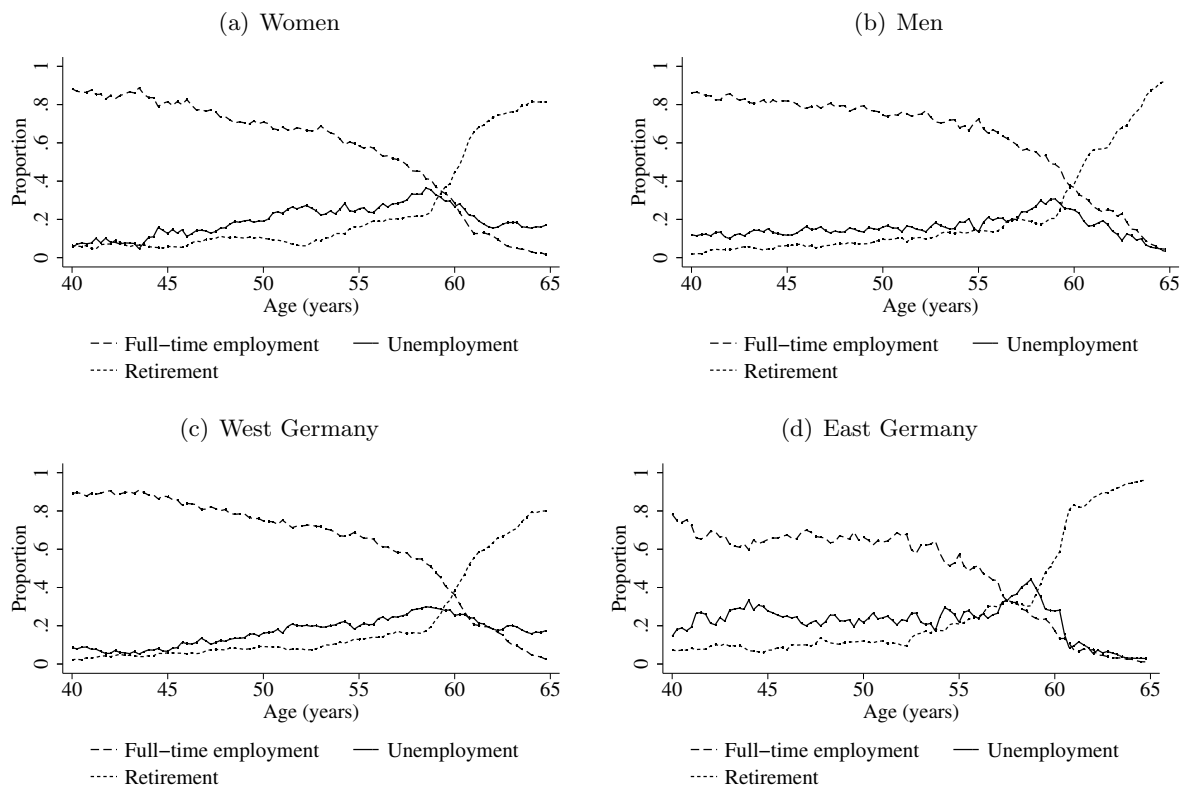 (a) Women
(b) Men
Proportion
0 .2 .4 .6 .8 1
40 45 50 55 60 65
Age (years)
Full−time employment Unemployment
Retirement
Proportion
0 .2 .4 .6 .8 1
40 45 50 55 60 65
Age (years)
Full−time employment Unemployment
Retirement
(c) West Germany
(d) East Germany
Proportion
0 .2 .4 .6 .8 1
40 45 50 55 60 65
Age (years)
Full−time employment Unemployment
Retirement
Proportion
0 .2 .4 .6 .8 1
40 45 50 55 60 65
Age (years)
Full−time employment Unemployment
Retirement